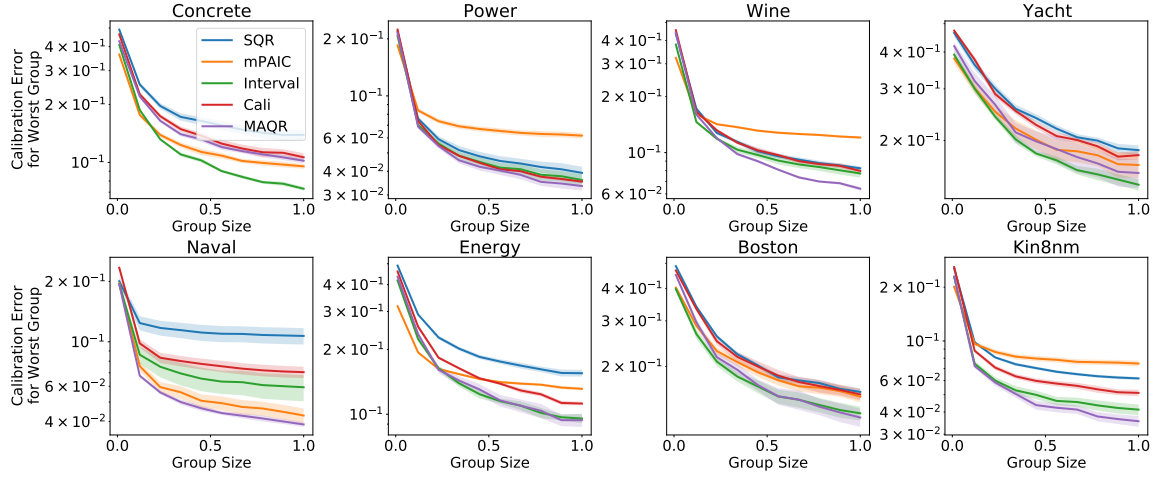 Concrete
Power
Wine
Yacht
Calibration Error
for Worst Group
4 × 10⁻¹
3 × 10⁻¹
2 × 10⁻¹
10⁻¹
SQR
mPAIC
Interval
Cali
MAQR
0.0
0.5
1.0
Group Size
2 × 10⁻¹
10⁻¹
6 × 10⁻²
4 × 10⁻²
3 × 10⁻²
0.0
0.5
1.0
Group Size
4 × 10⁻¹
3 × 10⁻¹
2 × 10⁻¹
10⁻¹
6 × 10⁻²
0.0
0.5
1.0
Group Size
4 × 10⁻¹
3 × 10⁻¹
2 × 10⁻¹
0.0
0.5
1.0
Group Size
Naval
Energy
Boston
Kin8nm
Calibration Error
for Worst Group
2 × 10⁻¹
10⁻¹
6 × 10⁻²
4 × 10⁻²
0.0
0.5
1.0
Group Size
4 × 10⁻¹
3 × 10⁻¹
2 × 10⁻¹
10⁻¹
0.0
0.5
1.0
Group Size
4 × 10⁻¹
3 × 10⁻¹
2 × 10⁻¹
0.0
0.5
1.0
Group Size
2 × 10⁻¹
10⁻¹
6 × 10⁻²
4 × 10⁻²
3 × 10⁻²
0.0
0.5
1.0
Group Size